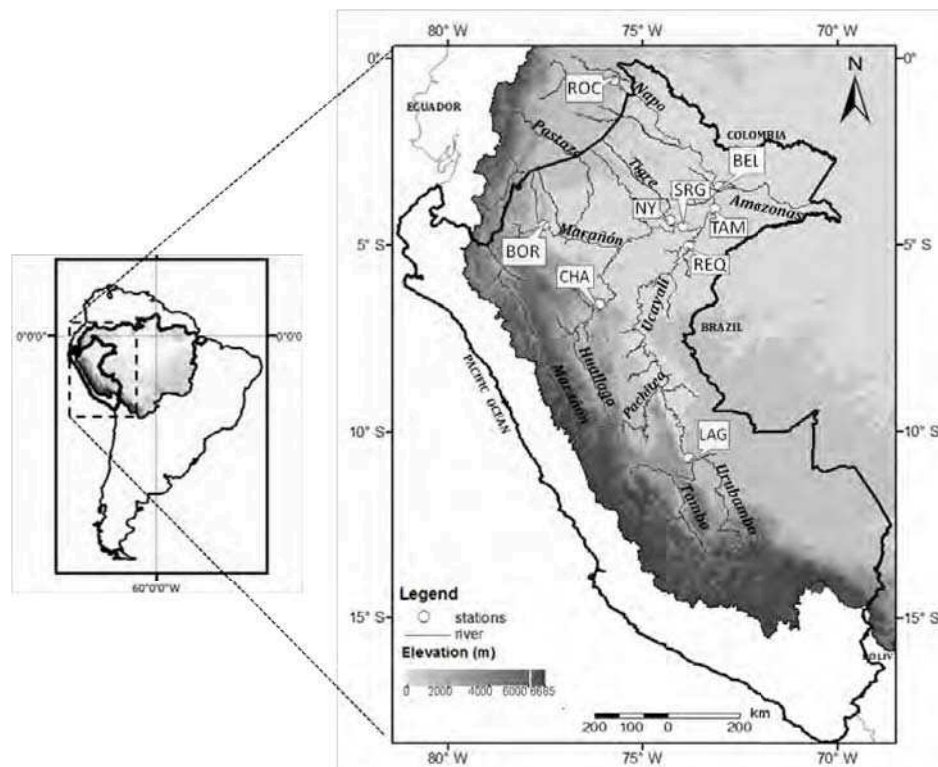 0°0'0"
0°0'0"
60°0'0"W
80° W
75° W
70° W
0°
0°
N
ECUADOR
ROC
Napo
COLOMBIA
Pastaza
Tigre
BEL
SRG
NY
Amazonas
TAM
BOR
Marañón
5° S
5° S
REQ
CHA
Ucayali
BRAZIL
PACIFIC OCEAN
Huallaga
Marañón
Pachitea
10° S
10° S
LAG
Urubamba
Tambo
Legend
stations
river
15° S
15° S
Elevation (m)
0 2000 4000 6000 6685
BOLIV
km
200 100 0 200
80° W
75° W
70° W